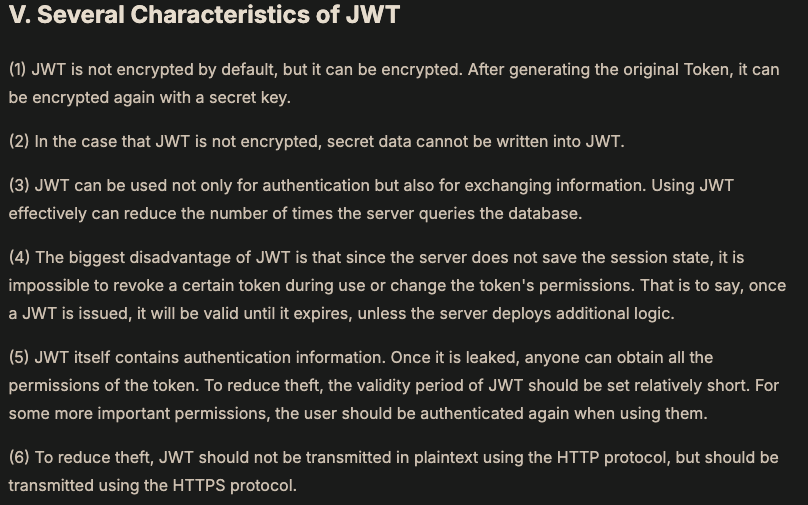 V. Several Characteristics of JWT
(1) JWT is not encrypted by default, but it can be encrypted. After generating the original Token, it can
be encrypted again with a secret key.
(2) In the case that JWT is not encrypted, secret data cannot be written into JWT.
(3) JWT can be used not only for authentication but also for exchanging information. Using JWT
effectively can reduce the number of times the server queries the database.
(4) The biggest disadvantage of JWT is that since the server does not save the session state, it is
impossible to revoke a certain token during use or change the token's permissions. That is to say, once
a JWT is issued, it will be valid until it expires, unless the server deploys additional logic.
(5) JWT itself contains authentication information. Once it is leaked, anyone can obtain all the
permissions of the token. To reduce theft, the validity period of JWT should be set relatively short. For
some more important permissions, the user should be authenticated again when using them.
(6) To reduce theft, JWT should not be transmitted in plaintext using the HTTP protocol, but should be
transmitted using the HTTPS protocol.